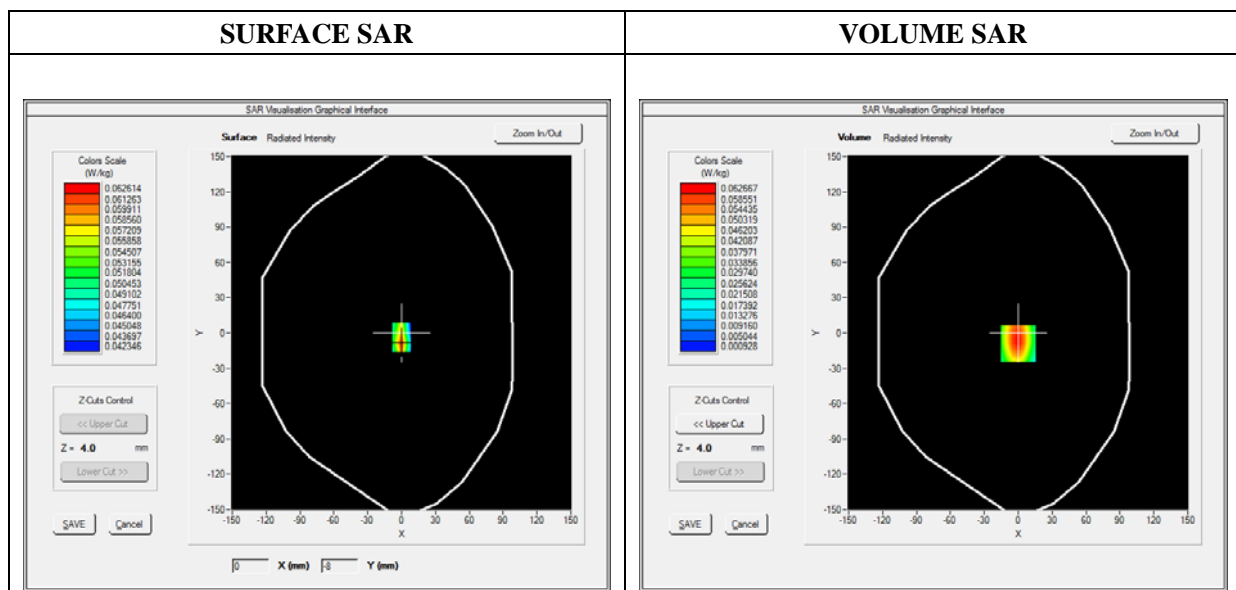 SURFACE SAR
VOLUME SAR
SAR Visualisation Graphical Interface
Surface Radiated Intensity
Zoom In/Out
Colors Scale
(W/kg)
0.062614
0.061263
0.059911
0.058560
0.057209
0.055858
0.054507
0.053155
0.051804
0.050453
0.049102
0.047751
0.046400
0.045048
0.043697
0.042346
Z-Cuts Control
<< Upper Cut
Z = 4.0 mm
Lower Cut >>
SAVE Cancel
150
120
90
60
30
0
-30
-60
-90
-120
-150
Y
-150 -120 -90 -60 -30 0 30 60 90 120 150
X
0 X (mm) -8 Y (mm)
SAR Visualisation Graphical Interface
Volume Radiated Intensity
Zoom In/Out
Colors Scale
(W/kg)
0.062667
0.058551
0.054435
0.050319
0.046203
0.042087
0.037971
0.033856
0.029740
0.025624
0.021508
0.017392
0.013276
0.009160
0.005044
0.000928
Z-Cuts Control
<< Upper Cut
Z = 4.0 mm
Lower Cut >>
SAVE Cancel
150
120
90
60
30
0
-30
-60
-90
-120
-150
Y
-150 -120 -90 -60 -30 0 30 60 90 120 150
X